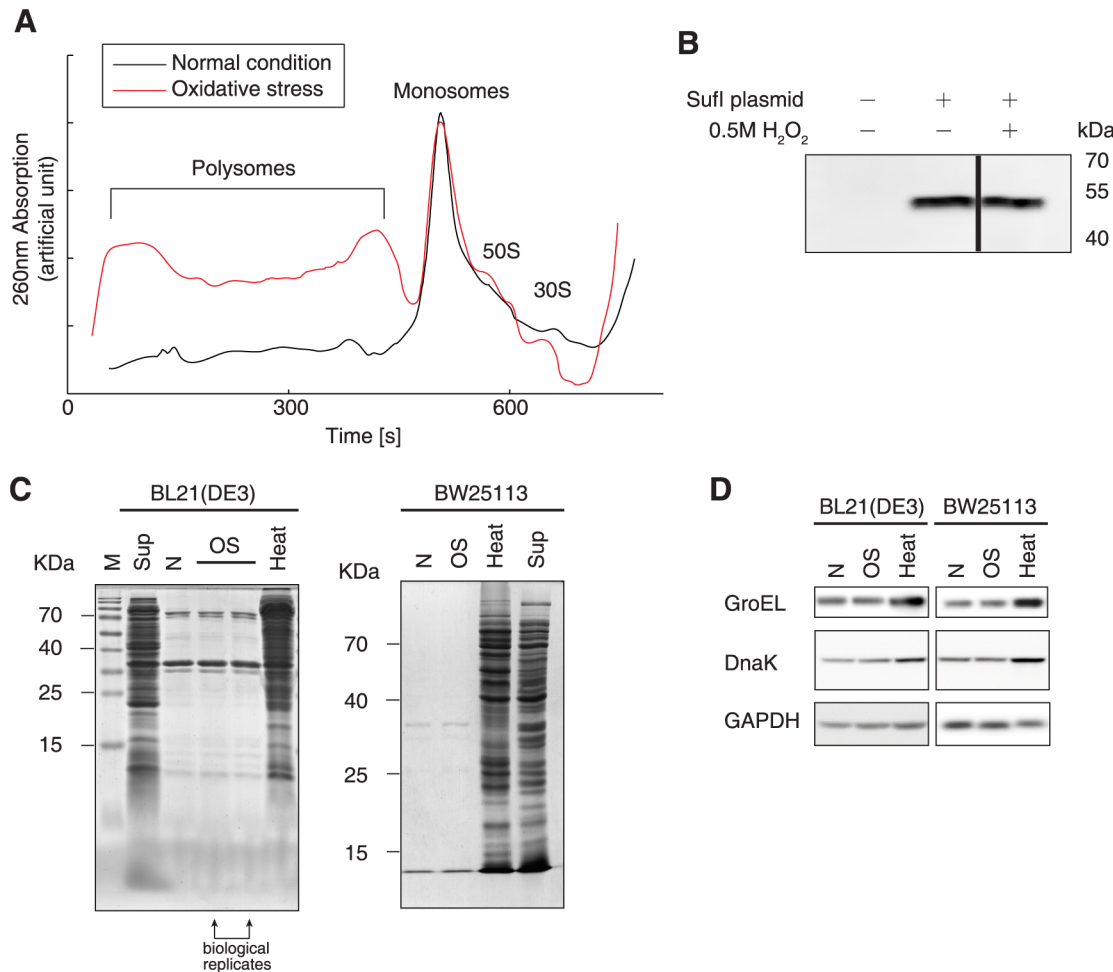 A
Normal condition
Oxidative stress
Monosomes
Polysomes
50S
30S
260nm Absorption
(artificial unit)
0
300
600
Time [s]
B
SufI plasmid − + +
0.5M H₂O₂ − − +
kDa
70
55
40
C
BL21(DE3)
KDa
M
Sup
N
OS
Heat
70
40
25
15
biological
replicates
BW25113
KDa
N
OS
Heat
Sup
70
40
25
15
D
BL21(DE3)
BW25113
N
OS
Heat
N
OS
Heat
GroEL
DnaK
GAPDH